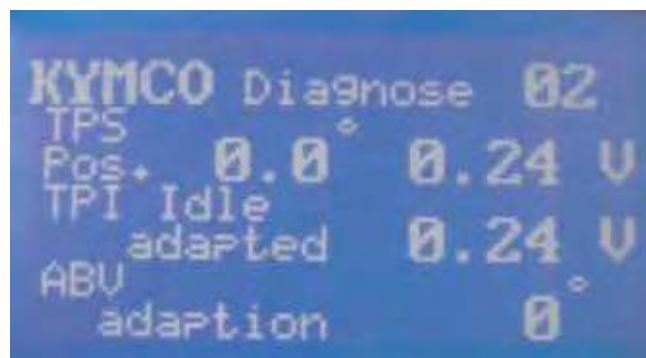 KYMCO Diagnose 02
TPS
Pos. 0.0° 0.24 V
TPI Idle
adapted 0.24 V
ABV
adaption 0°